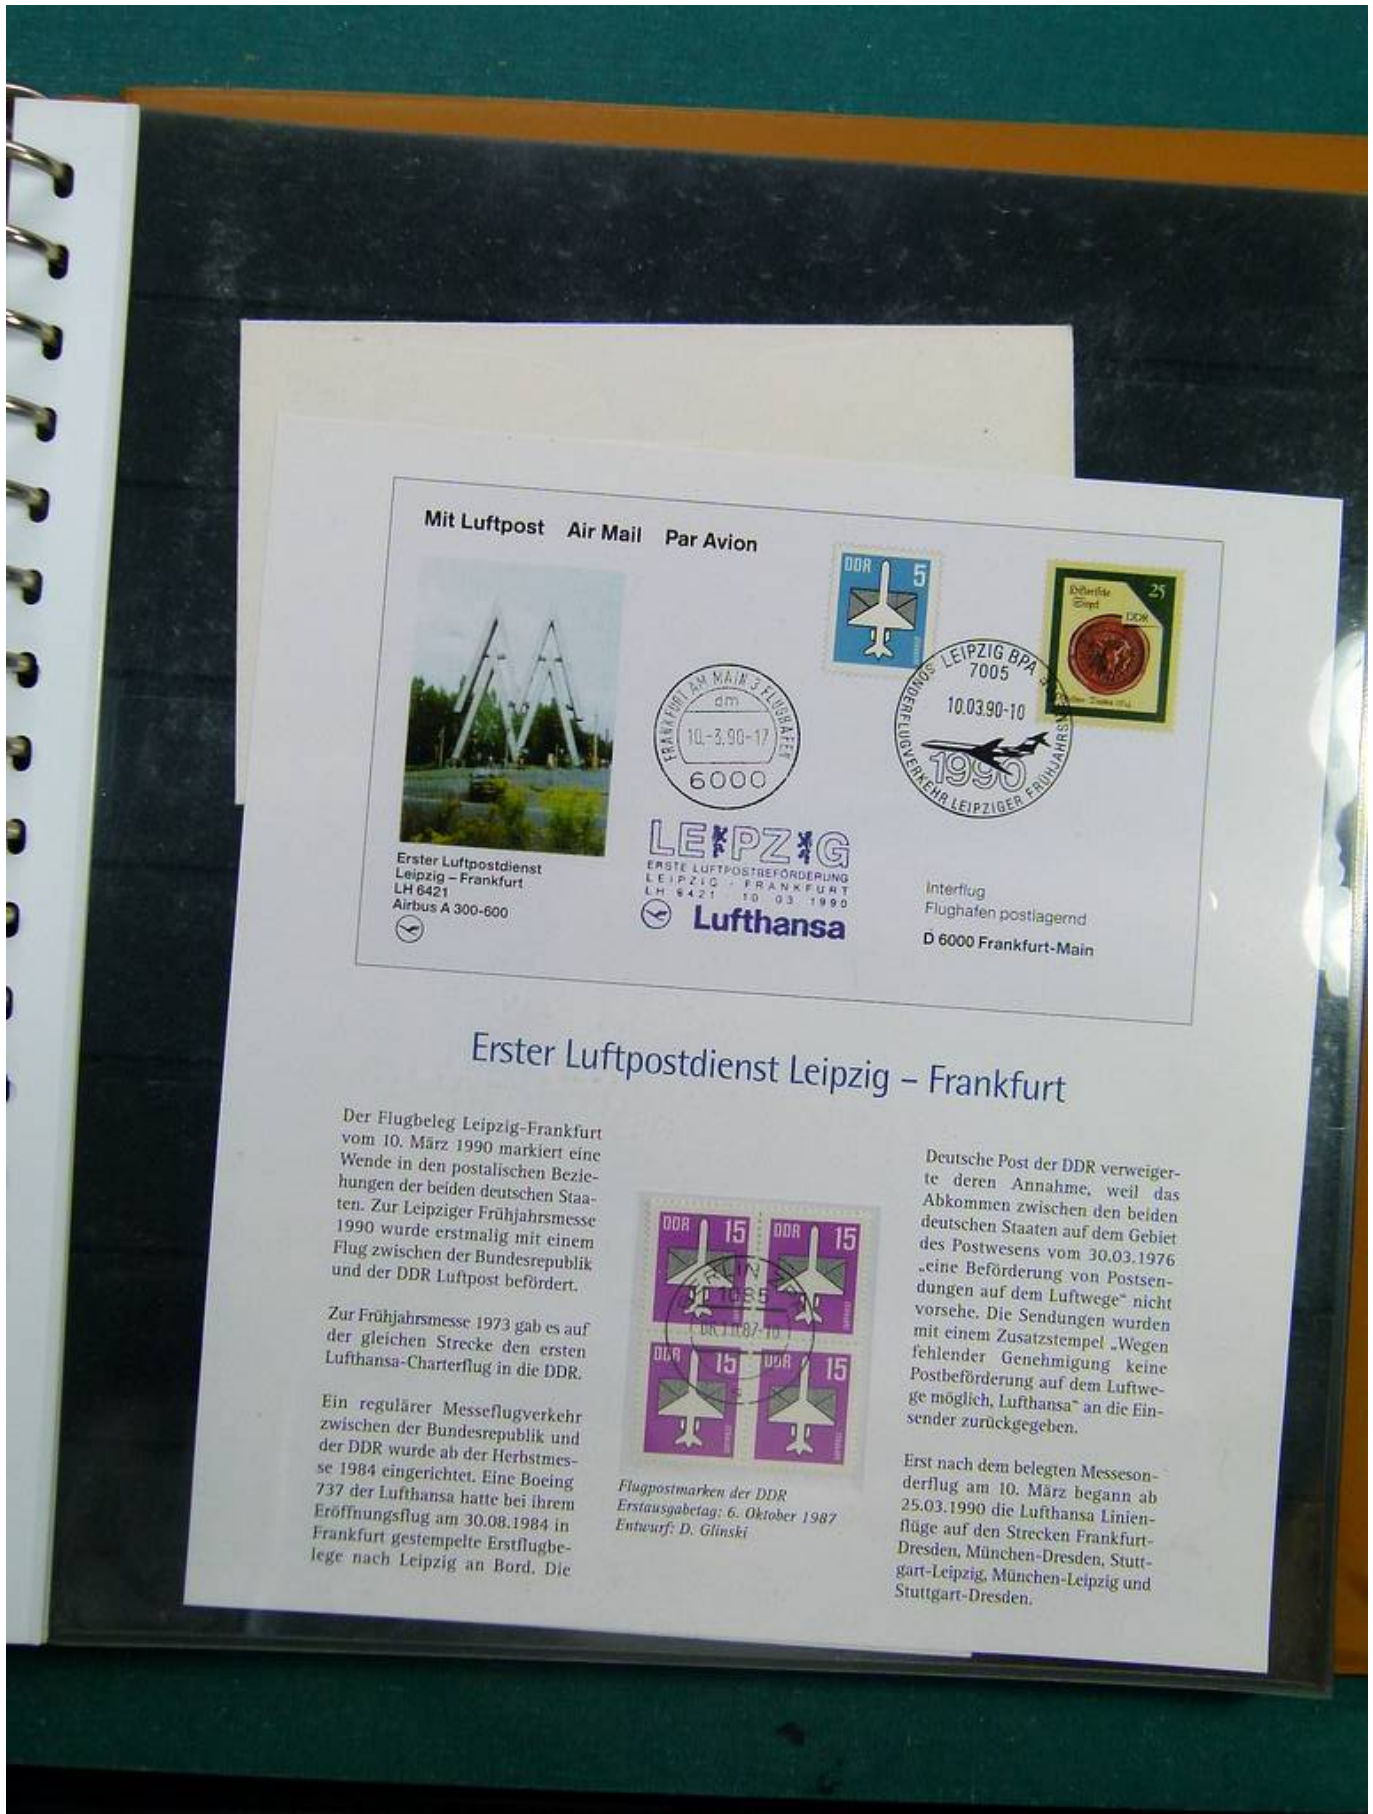 Mit Luftpost Air Mail Par Avion
DDR 5
Historische
Siegel
25
DDR
FRANKFURT AM MAIN 3 FLUGHAFEN
dm
10.-3.90-17
6000
LEIPZIG BPA
7005
10.03.90-10
1990
SONDERFLUGVERKEHR LEIPZIGER
LEIPZIG
ERSTE LUFTPOSTBEFÖRDERUNG
LEIPZIG - FRANKFURT
LH 6421 10 03 1990
Lufthansa
Erster Luftpostdienst
Leipzig – Frankfurt
LH 6421
Airbus A 300-600
Interflug
Flughafen postlagernd
D 6000 Frankfurt-Main
Erster Luftpostdienst Leipzig – Frankfurt
Der Flugbeleg Leipzig-Frankfurt
vom 10. März 1990 markiert eine
Wende in den postalischen Bezie-
hungen der beiden deutschen Staa-
ten. Zur Leipziger Frühjahrsmesse
1990 wurde erstmalig mit einem
Flug zwischen der Bundesrepublik
und der DDR Luftpost befördert.
Zur Frühjahrsmesse 1973 gab es auf
der gleichen Strecke den ersten
Lufthansa-Charterflug in die DDR.
Ein regulärer Messeflugverkehr
zwischen der Bundesrepublik und
der DDR wurde ab der Herbstmes-
se 1984 eingerichtet. Eine Boeing
737 der Lufthansa hatte bei ihrem
Eröffnungsflug am 30.08.1984 in
Frankfurt gestempelte Erstflugbe-
lege nach Leipzig an Bord. Die
DDR 15 DDR 15
1085
DDR 15 DDR 15
Flugpostmarken der DDR
Erstausgabetag: 6. Oktober 1987
Entwurf: D. Glinski
Deutsche Post der DDR verweiger-
te deren Annahme, weil das
Abkommen zwischen den beiden
deutschen Staaten auf dem Gebiet
des Postwesens vom 30.03.1976
„eine Beförderung von Postsen-
dungen auf dem Luftwege“ nicht
vorsehe. Die Sendungen wurden
mit einem Zusatzstempel „Wegen
fehlender Genehmigung keine
Postbeförderung auf dem Luftwe-
ge möglich, Lufthansa“ an die Ein-
sender zurückgegeben.
Erst nach dem belegten Messeson-
derflug am 10. März begann ab
25.03.1990 die Lufthansa Linien-
flüge auf den Strecken Frankfurt-
Dresden, München-Dresden, Stutt-
gart-Leipzig, München-Leipzig und
Stuttgart-Dresden.